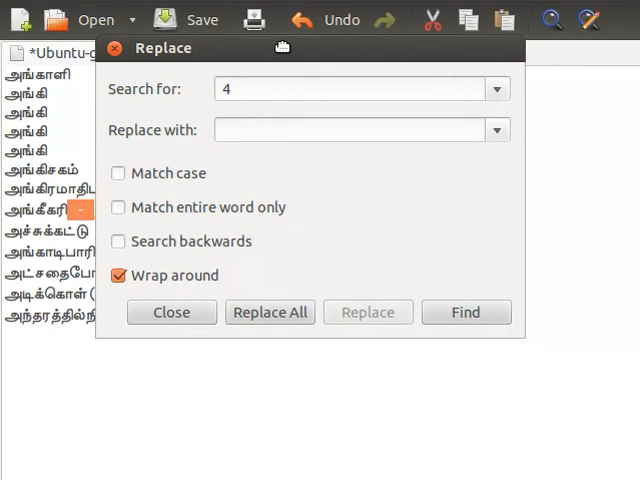 Open Save Undo
*Ubuntu-g
Replace
அங்காளி
Search for: 4
அங்கி
அங்கி
Replace with:
அங்கி
அங்கி
அங்கிசகம்
Match case
அங்கிரமாதிப
அங்கீகரி -
Match entire word only
அச்சுக்கட்டு
Search backwards
அங்காடிபாரி
அட்சதைபோ
Wrap around
அடிக்கொள் (
அந்தரத்தில்நி
Close Replace All Replace Find